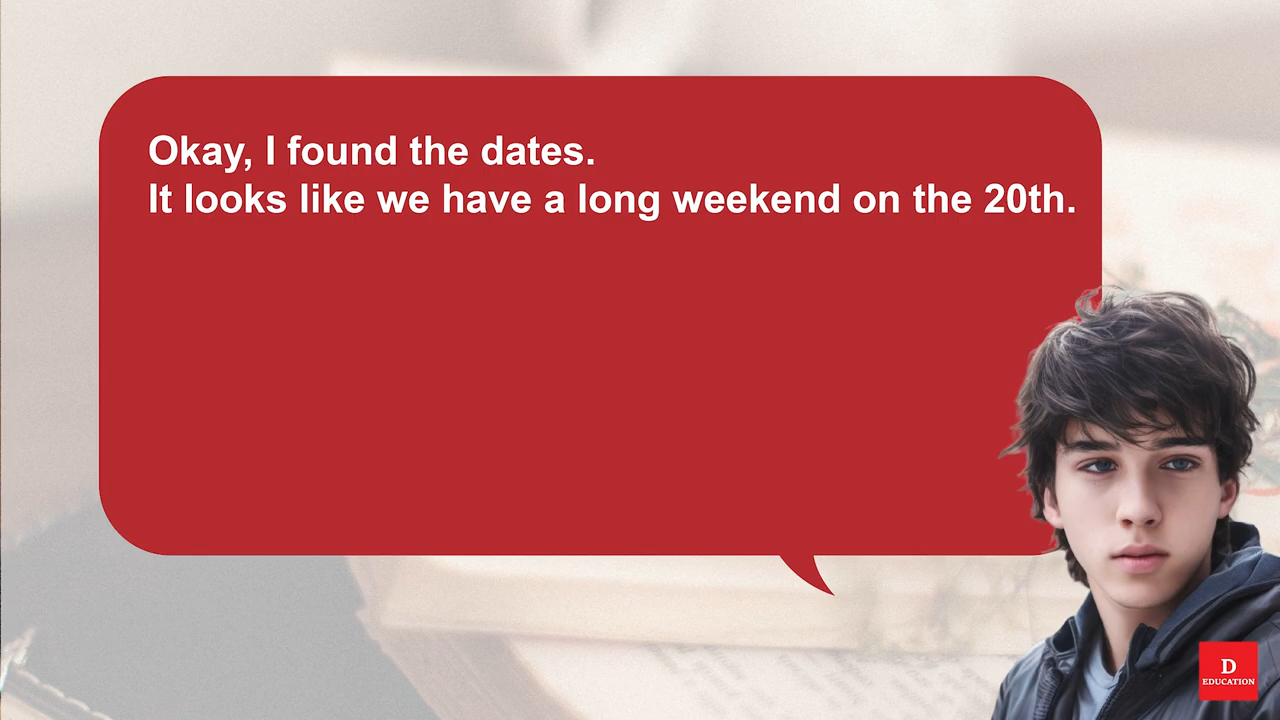 Okay, I found the dates.
It looks like we have a long weekend on the 20th.
D
EDUCATION